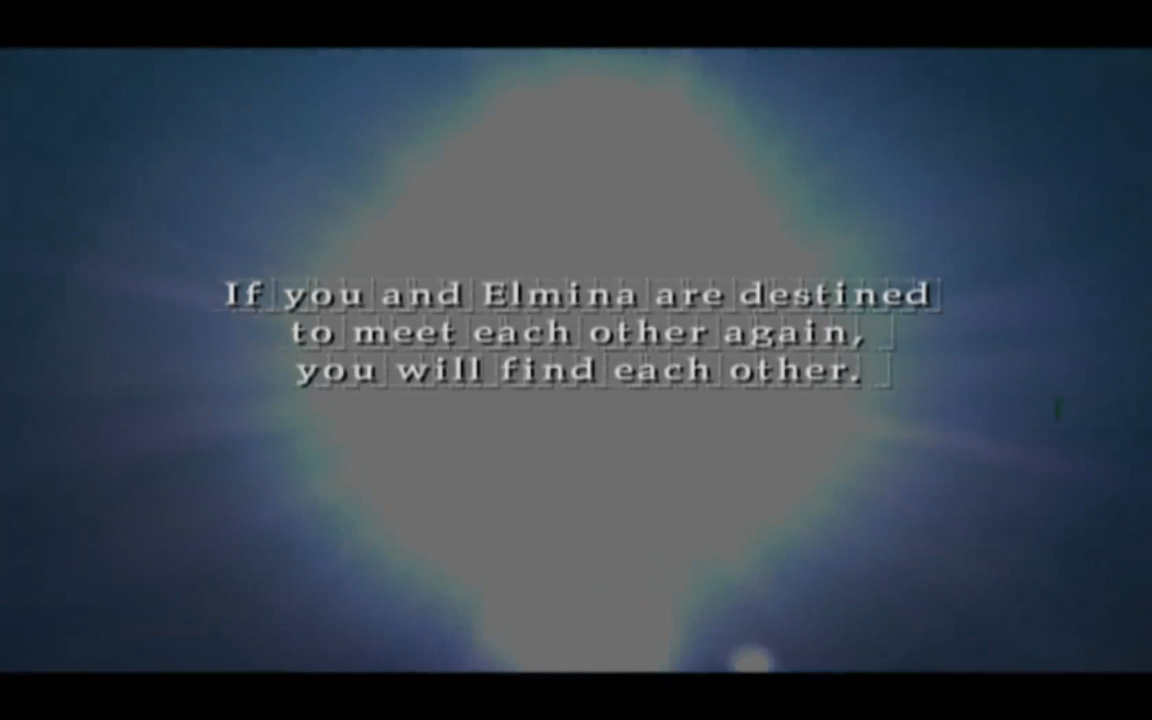 If you and Elmina are destined
to meet each other again,
you will find each other.